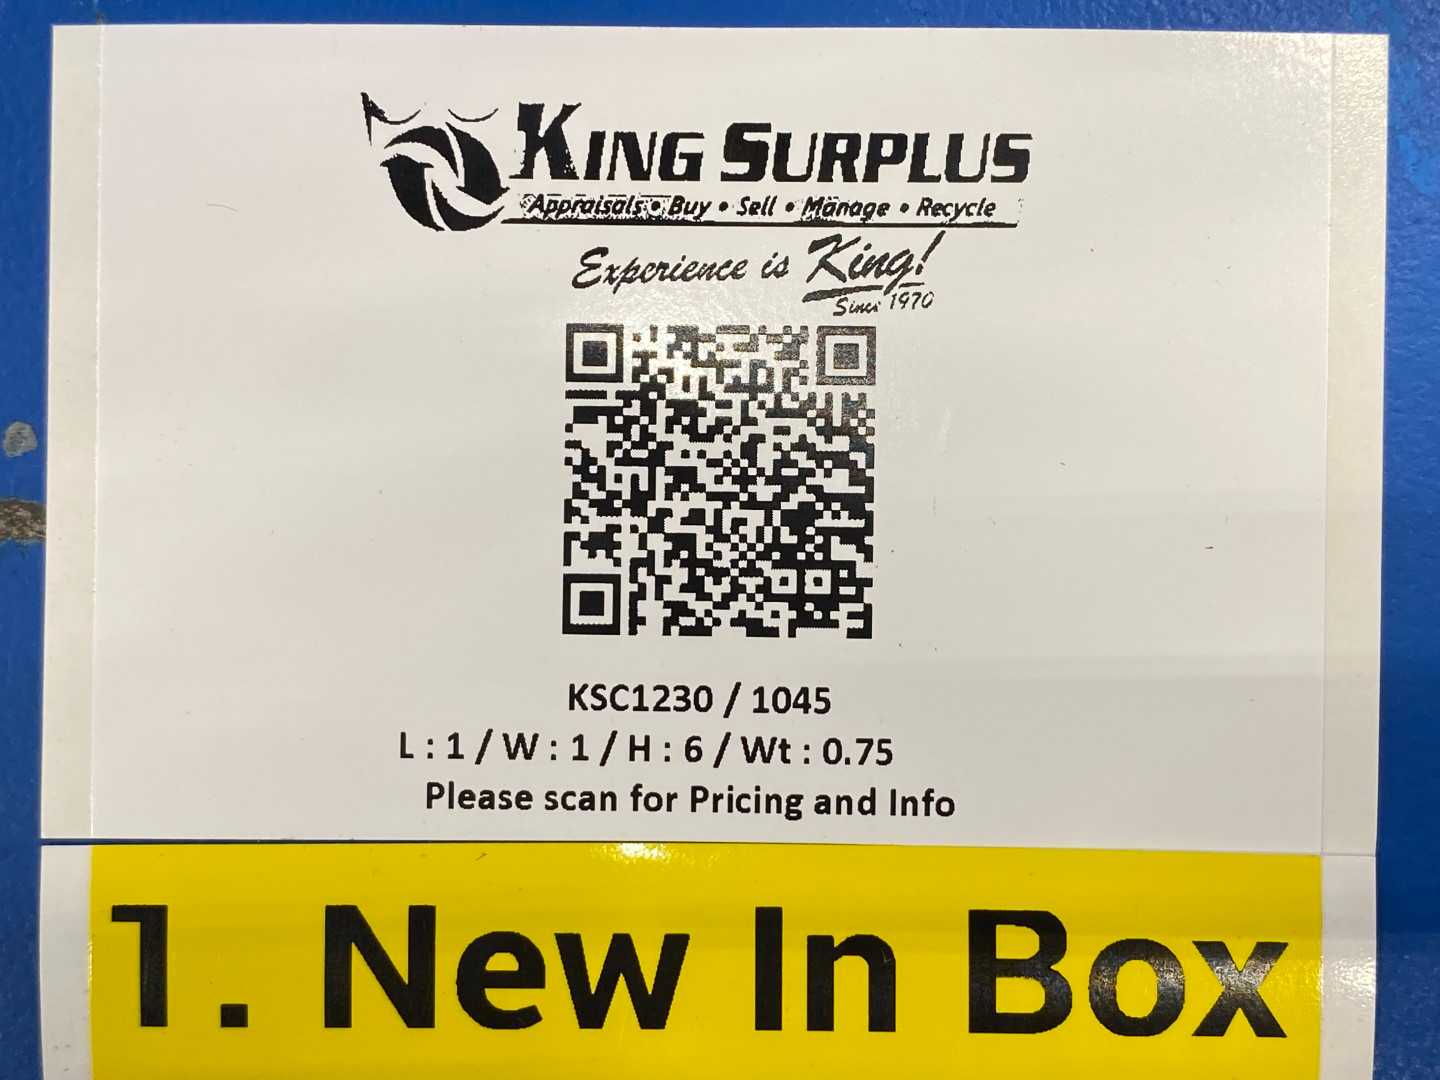 KING SURPLUS
Appraisals • Buy • Sell • Manage • Recycle
Experience is King!
Since 1970
KSC1230 / 1045
L : 1 / W : 1 / H : 6 / Wt : 0.75
Please scan for Pricing and Info
1. New In Box